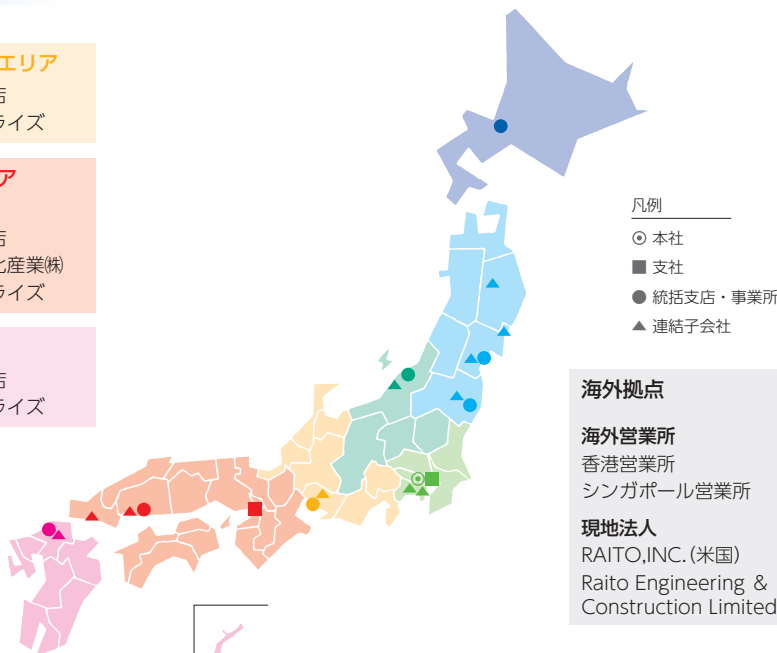 エリア
店
ライズ
ア
店
産業㈱
ライズ
店
ライズ
凡例
本社
支社
統括支店・事業所
連結子会社
海外拠点
海外営業所
香港営業所
シンガポール営業所
現地法人
RAITO,INC.(米国)
Raito Engineering &
Construction Limited